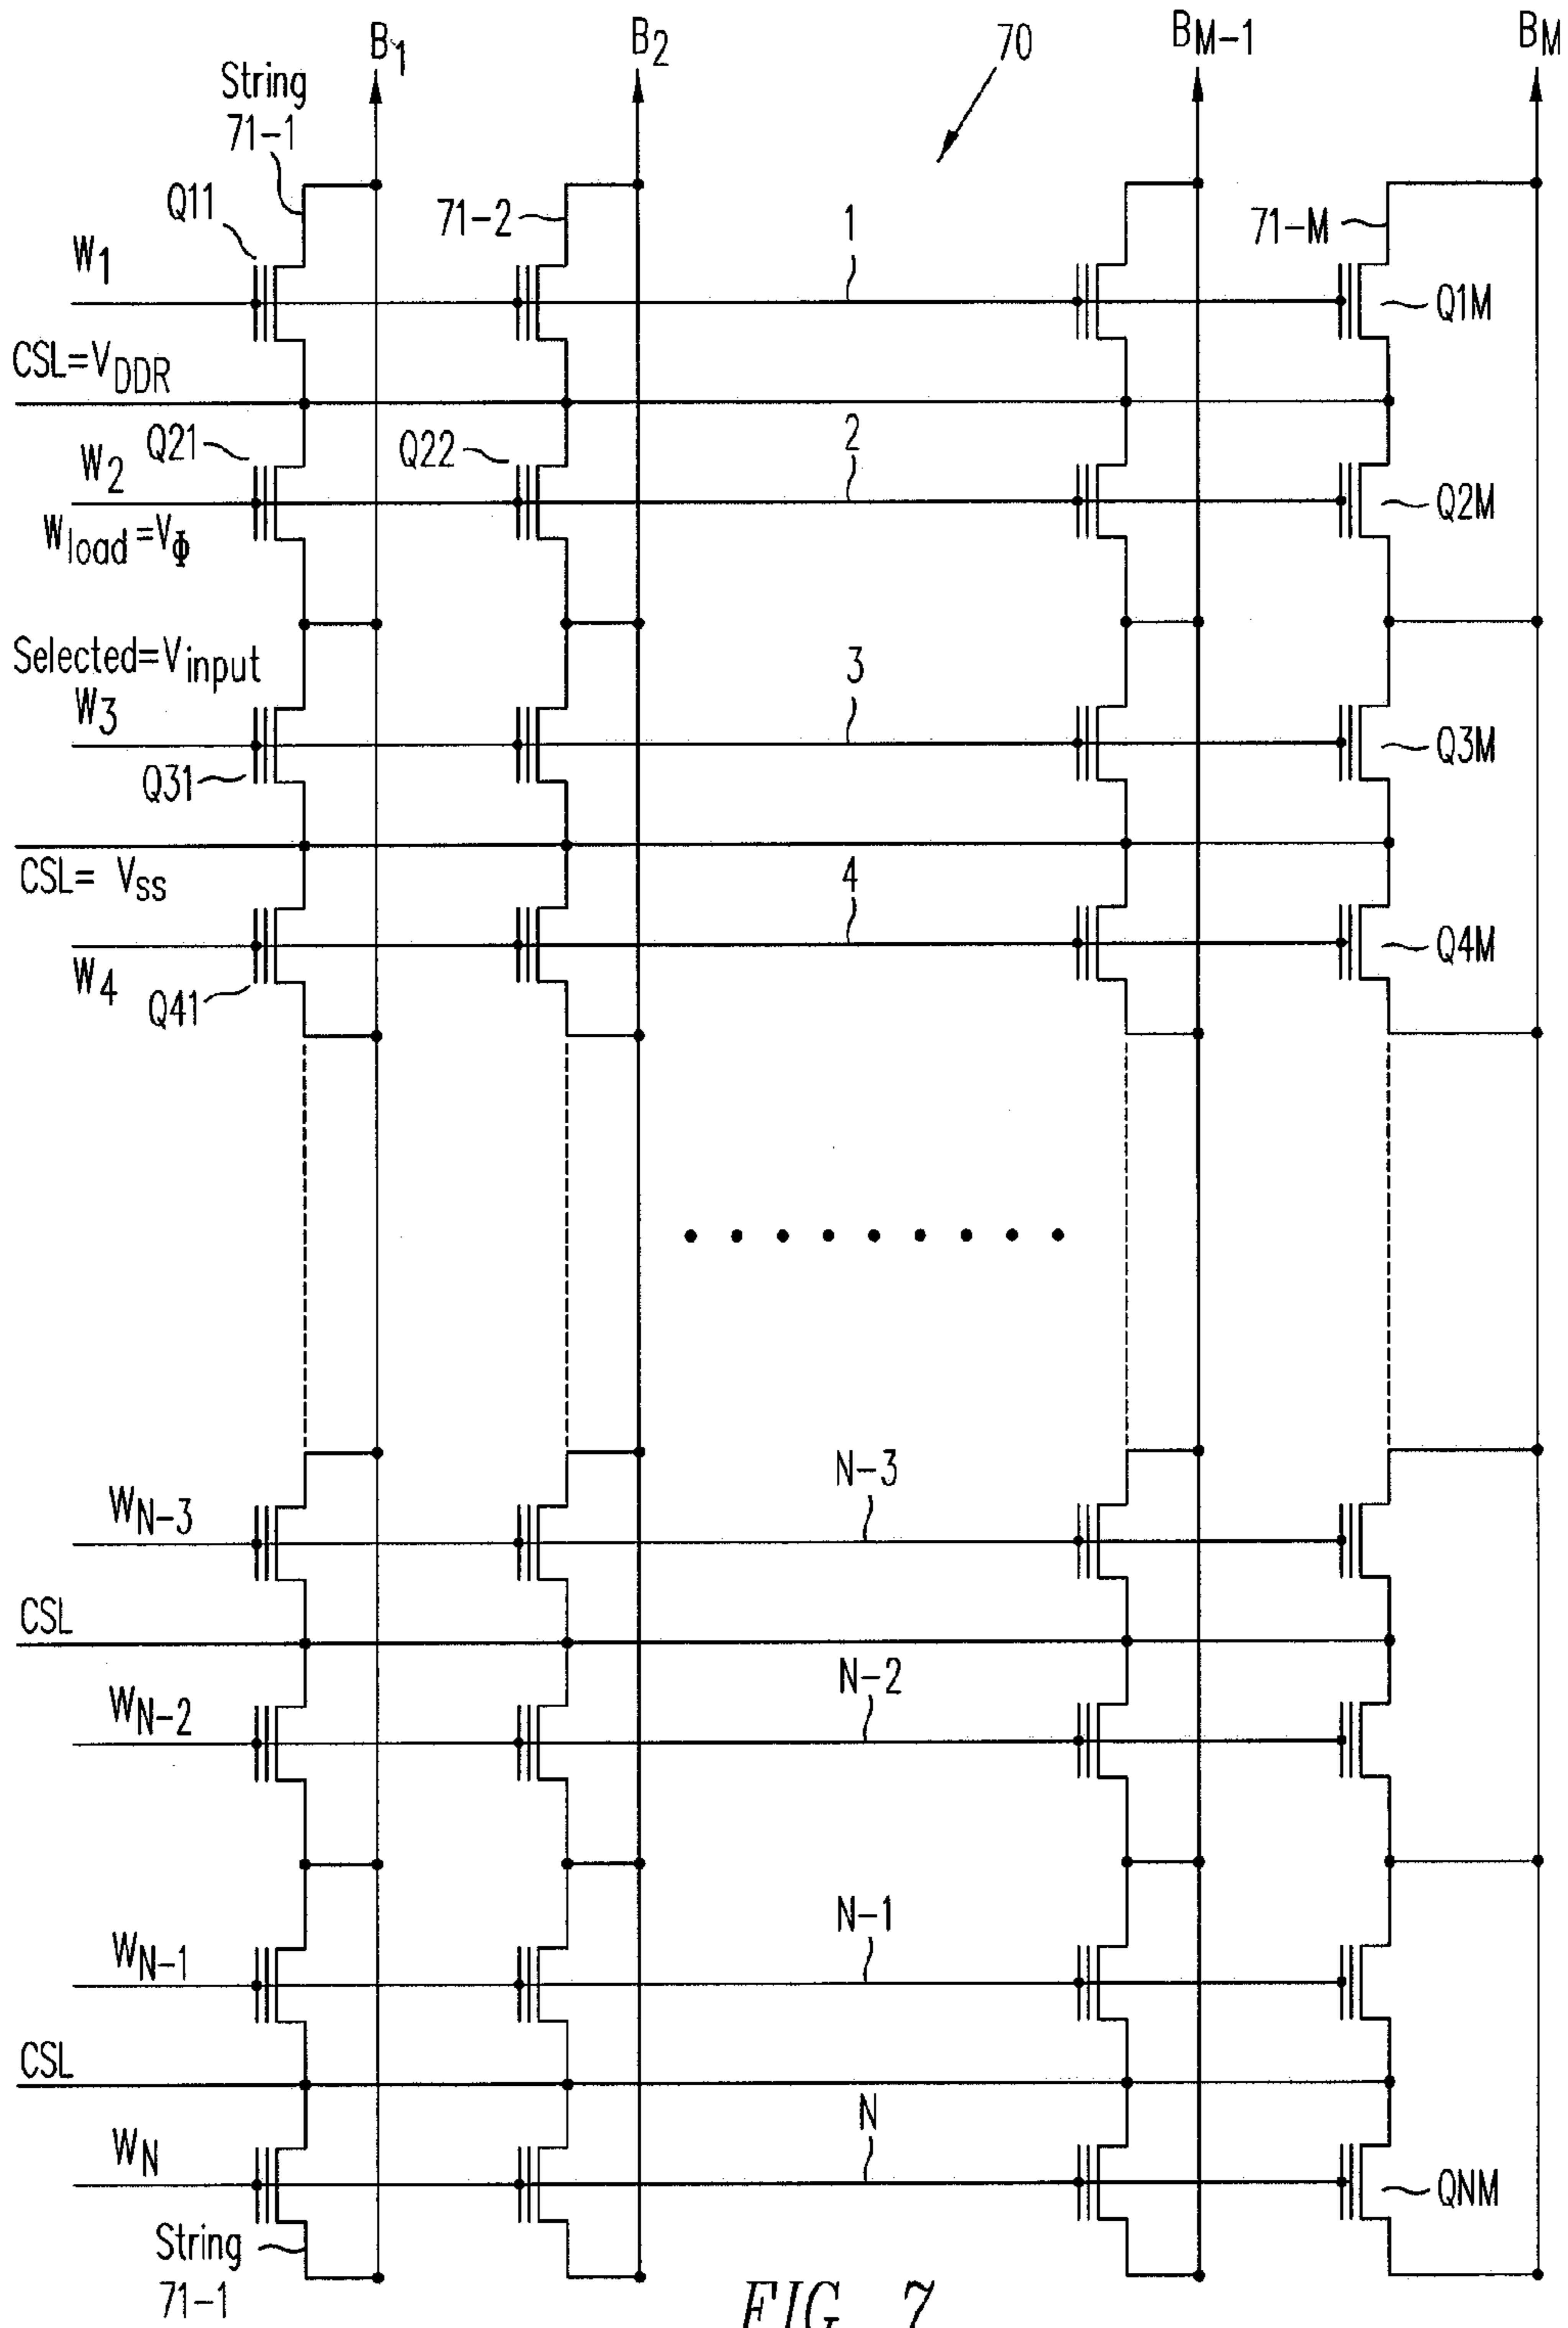 B1
B2
70
BM-1
BM
String
71-1
Q11
71-2
1
71-M
W1
Q1M
CSL=VDDR
Q21
Q22
2
W2
Q2M
Wload=VΦ
Selected=Vinput
W3
3
Q31
Q3M
CSL= VSS
4
W4
Q41
Q4M
WN-3
N-3
CSL
WN-2
N-2
WN-1
N-1
CSL
WN
N
QNM
String
71-1
FIG. 7